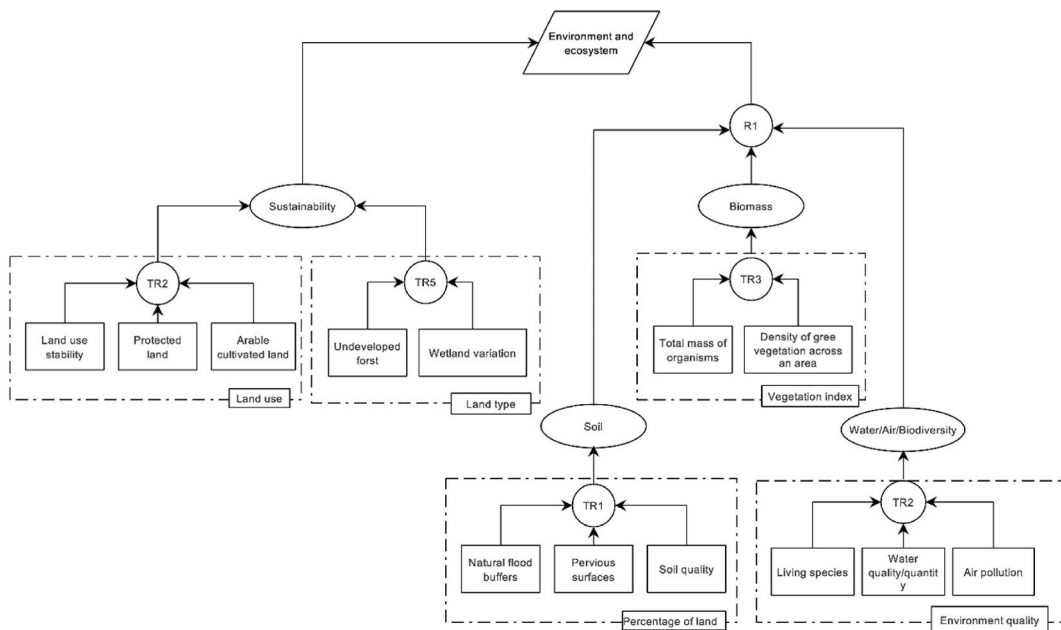 Environment and
ecosystem
R1
Sustainability
Biomass
TR2
TR5
TR3
Land use
stability
Protected
land
Arable
cultivated land
Undeveloped
forst
Wetland variation
Total mass of
organisms
Density of gree
vegetation across
an area
Land use
Land type
Vegetation index
Soil
Water/Air/Biodiversity
TR1
TR2
Natural flood
buffers
Pervious
surfaces
Soil quality
Living species
Water
quality/quantit
y
Air pollution
Percentage of land
Environment quality